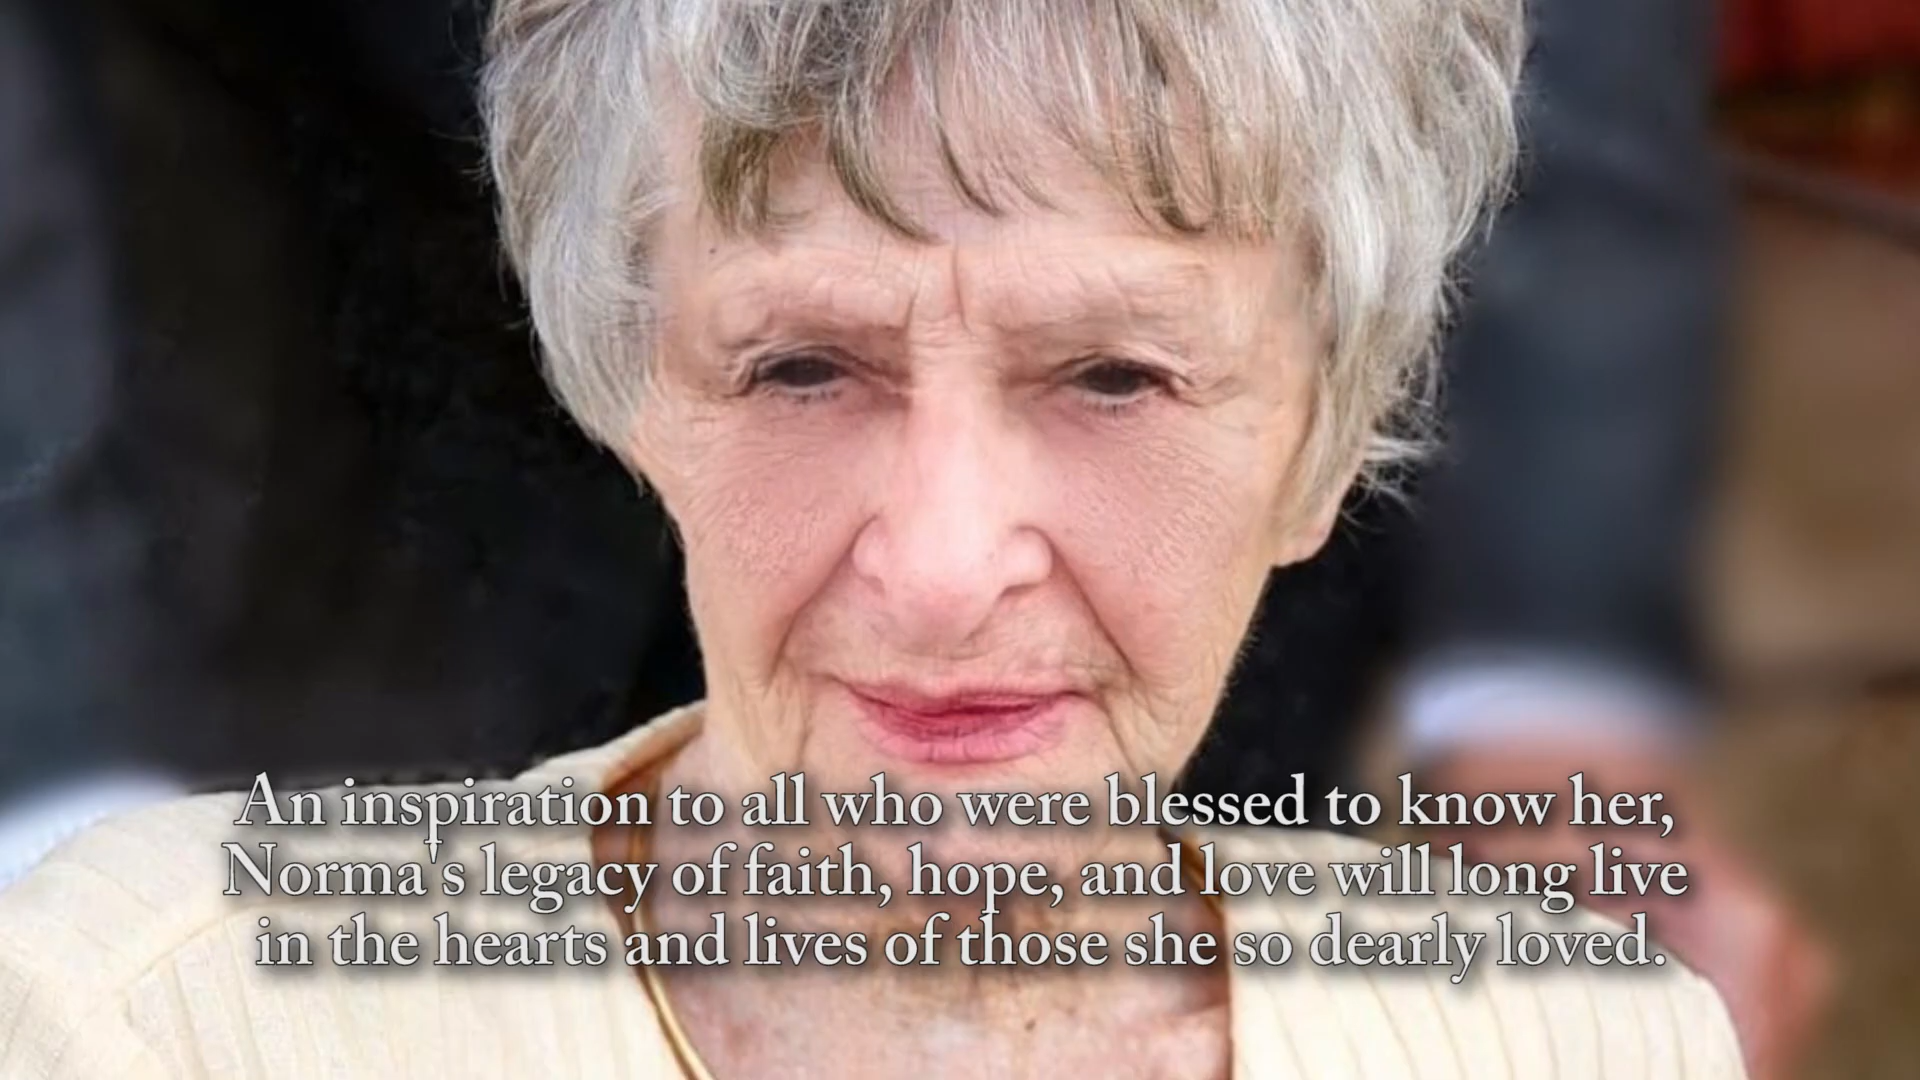 An inspiration to all who were blessed to know her,
Norma's legacy of faith, hope, and love will long live
in the hearts and lives of those she so dearly loved.